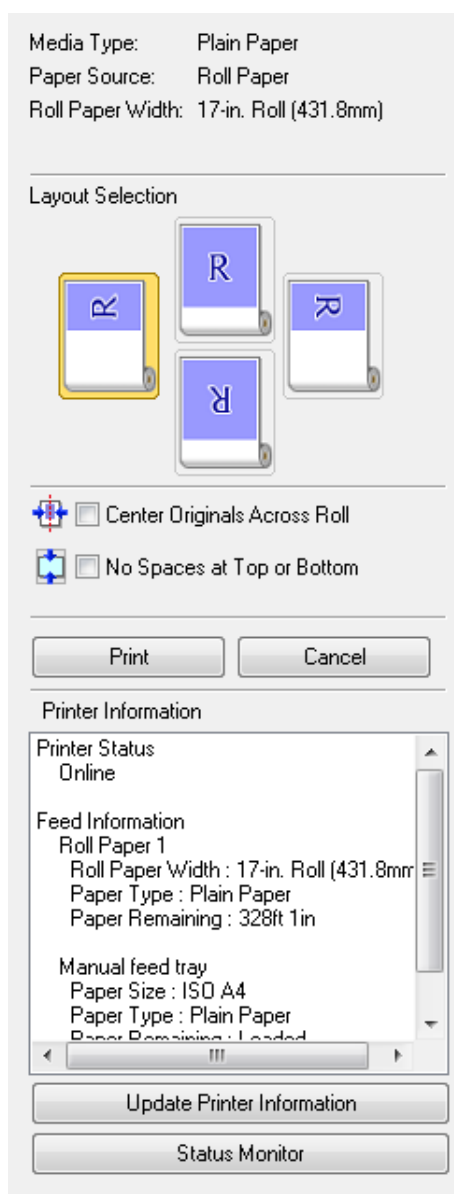 Media Type: Plain Paper
Paper Source: Roll Paper
Roll Paper Width: 17-in. Roll (431.8mm)
Layout Selection
R
R
R
R
Center Originals Across Roll
No Spaces at Top or Bottom
Print Cancel
Printer Information
Printer Status
Online
Feed Information
Roll Paper 1
Roll Paper Width : 17-in. Roll (431.8mm
Paper Type : Plain Paper
Paper Remaining : 328ft 1in
Manual feed tray
Paper Size : ISO A4
Paper Type : Plain Paper
Paper Remaining : Loaded
Update Printer Information
Status Monitor